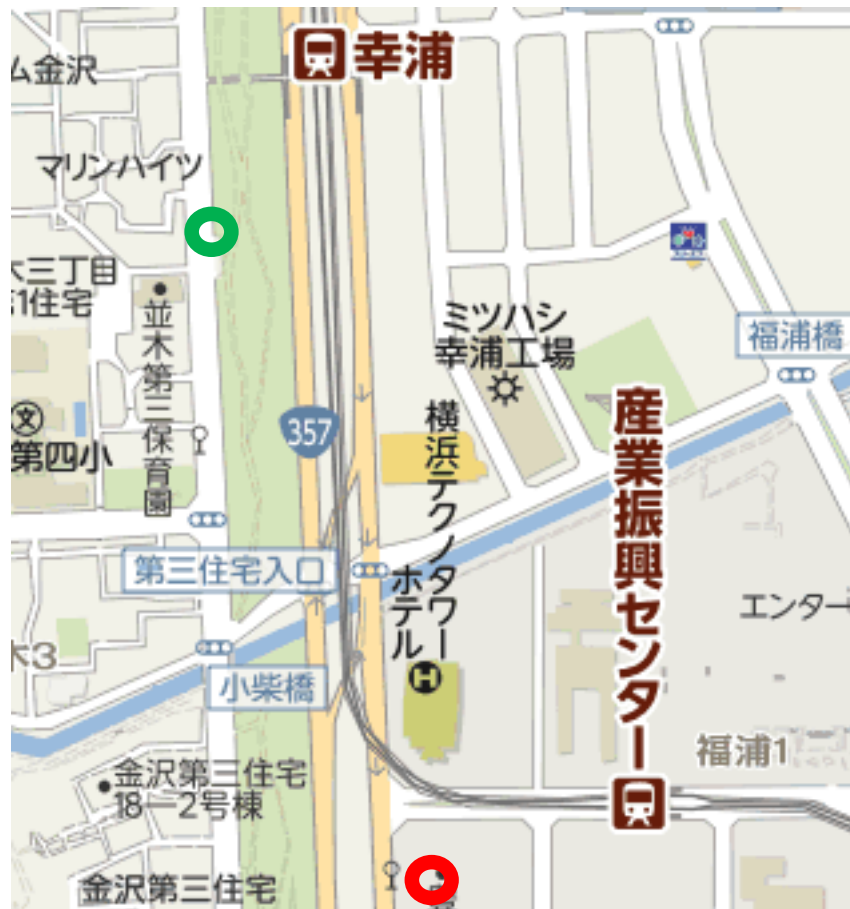 幸浦
ム金沢
マリンハイツ
木三丁目
1住宅
並木第三保育園
ミツハシ
幸浦工場
福浦橋
文
第四小
357
横浜テクノタワー
ホテル
H
産業振興センター
第三住宅入口
エンター
木3
小柴橋
福浦1
金沢第三住宅
18―2号棟
金沢第三住宅